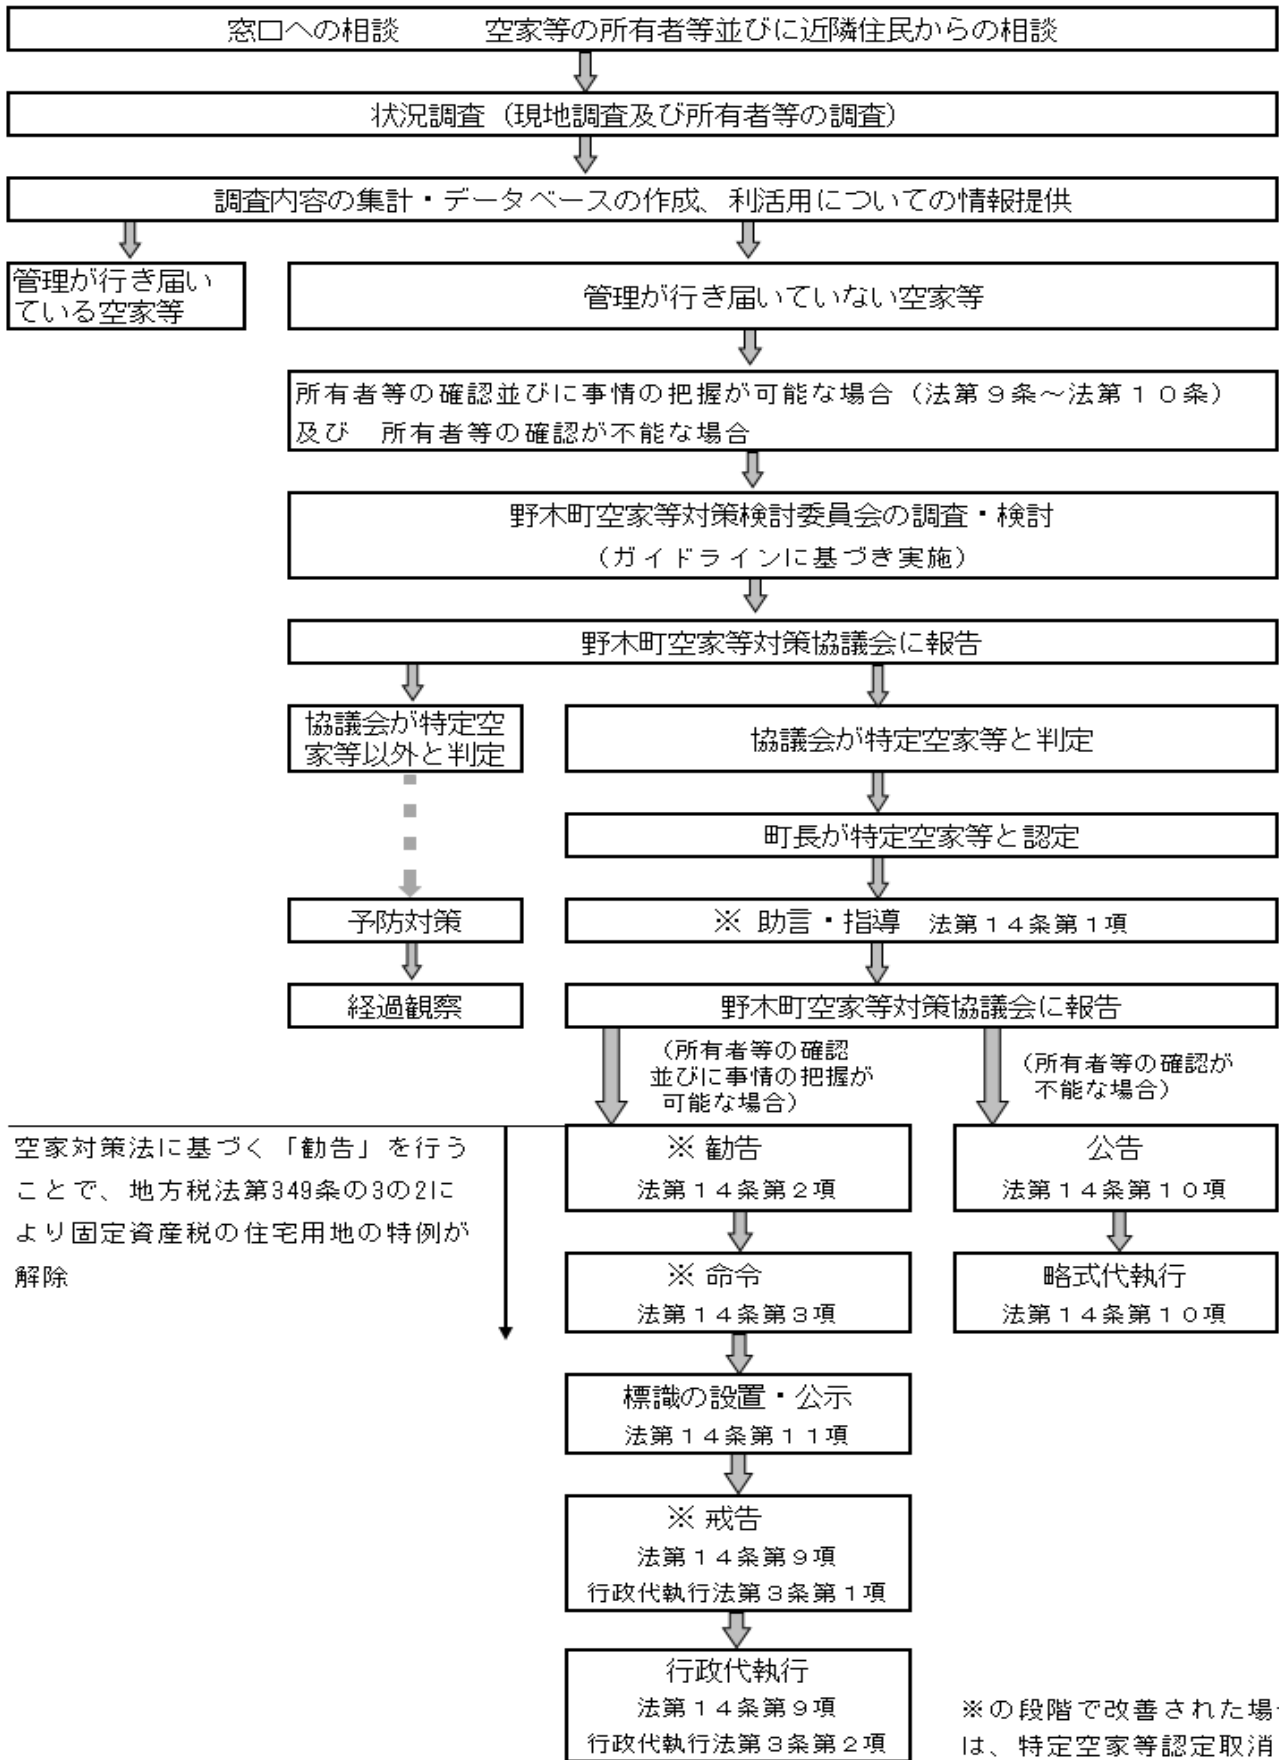 窓口への相談　　空家等の所有者等並びに近隣住民からの相談
状況調査（現地調査及び所有者等の調査）
調査内容の集計・データベースの作成、利活用についての情報提供
管理が行き届い
ている空家等
管理が行き届いていない空家等
所有者等の確認並びに事情の把握が可能な場合（法第９条～法第１０条）
及び　所有者等の確認が不能な場合
野木町空家等対策検討委員会の調査・検討
（ガイドラインに基づき実施）
野木町空家等対策協議会に報告
協議会が特定空
家等以外と判定
協議会が特定空家等と判定
町長が特定空家等と認定
予防対策
※ 助言・指導　法第１４条第１項
経過観察
野木町空家等対策協議会に報告
（所有者等の確認
並びに事情の把握が
可能な場合）
（所有者等の確認が
不能な場合）
空家対策法に基づく「勧告」を行う
ことで、地方税法第349条の3の2に
より固定資産税の住宅用地の特例が
解除
※ 勧告
法第１４条第２項
公告
法第１４条第１０項
※ 命令
法第１４条第３項
略式代執行
法第１４条第１０項
標識の設置・公示
法第１４条第１１項
※ 戒告
法第１４条第９項
行政代執行法第３条第１項
行政代執行
法第１４条第９項
行政代執行法第３条第２項
※の段階で改善された場
は、特定空家等認定取消